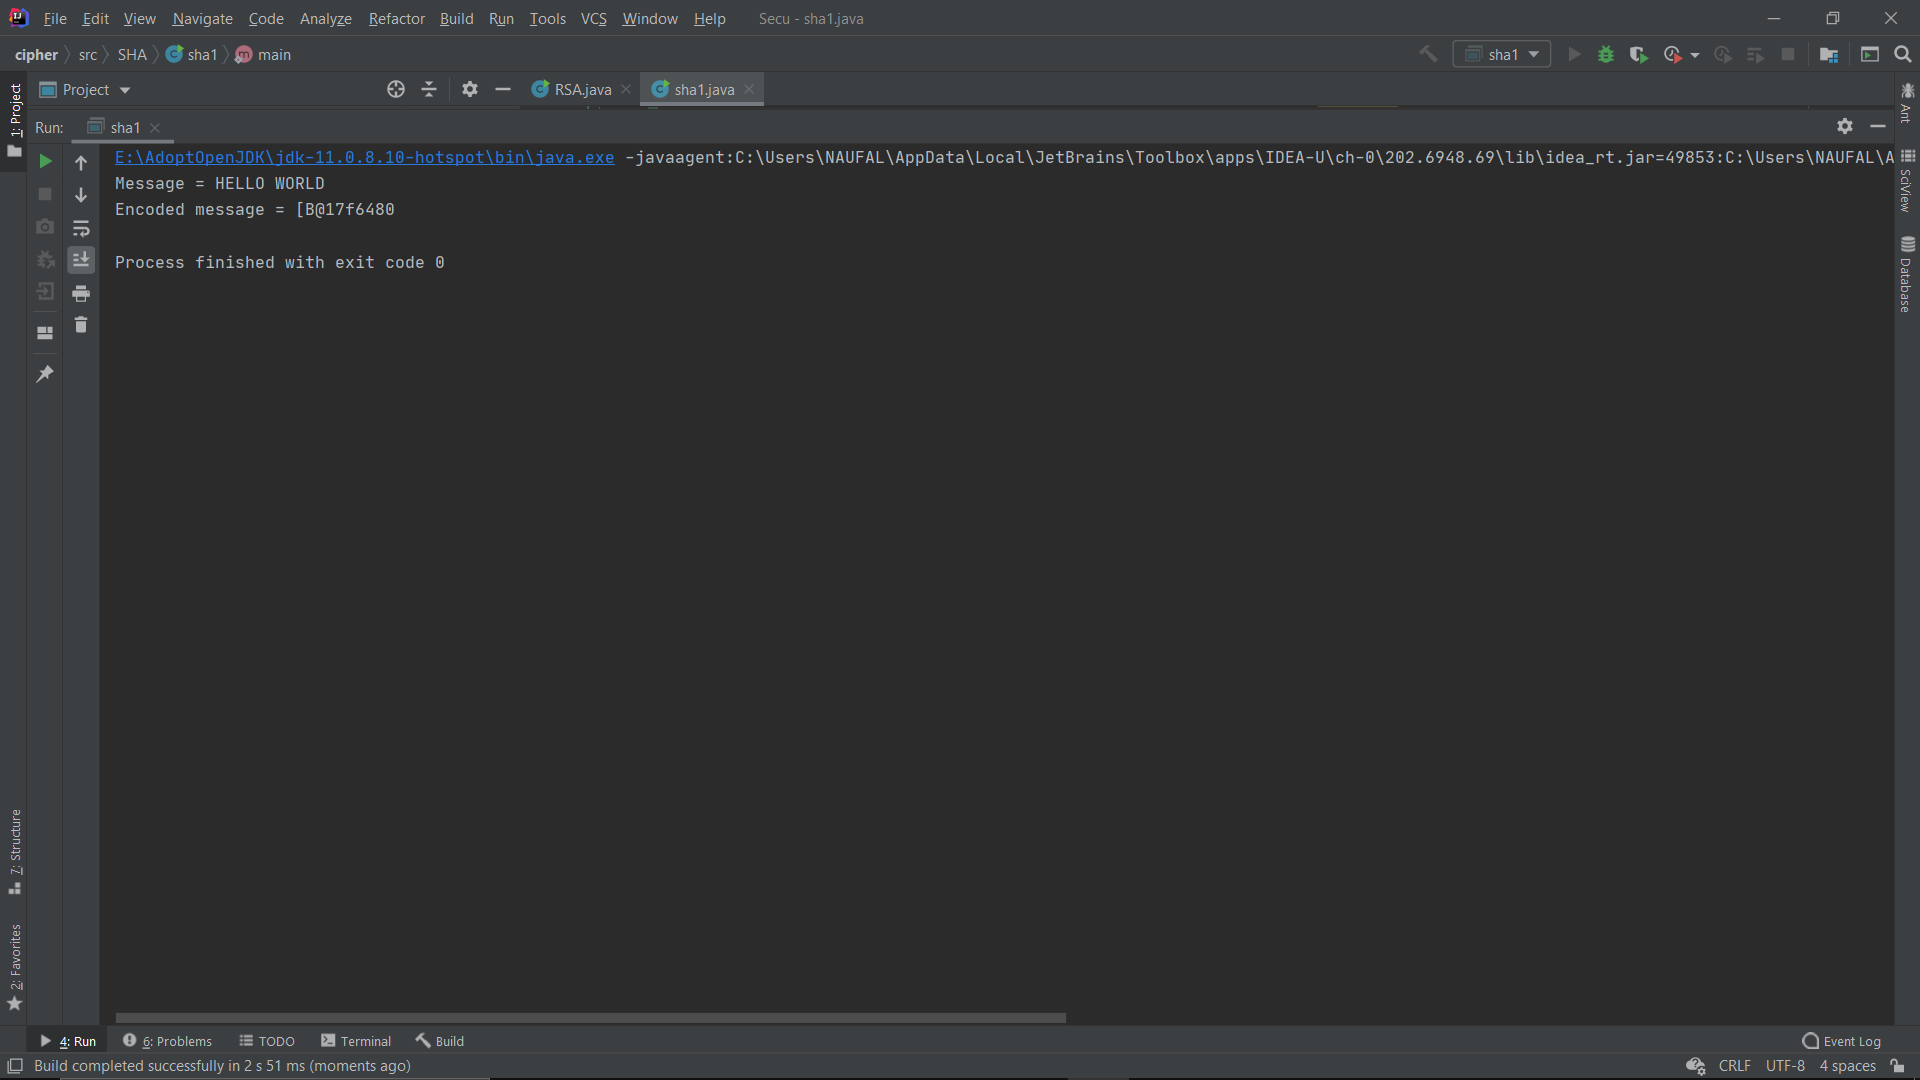 File Edit View Navigate Code Analyze Refactor Build Run Tools VCS Window Help Secu - sha1.java
cipher src SHA sha1 main
sha1
Project
RSA.java
sha1.java
Run: sha1
E:\AdoptOpenJDK\jdk-11.0.8.10-hotspot\bin\java.exe -javaagent:C:\Users\NAUFAL\AppData\Local\JetBrains\Toolbox\apps\IDEA-U\ch-0\202.6948.69\lib\idea_rt.jar=49853:C:\Users\NAUFAL\A
Message = HELLO WORLD
Encoded message = [B@17f6480
Process finished with exit code 0
1: Project
7: Structure
2: Favorites
Ant
SciView
Database
4: Run 6: Problems TODO Terminal Build Event Log
Build completed successfully in 2 s 51 ms (moments ago) CRLF UTF-8 4 spaces